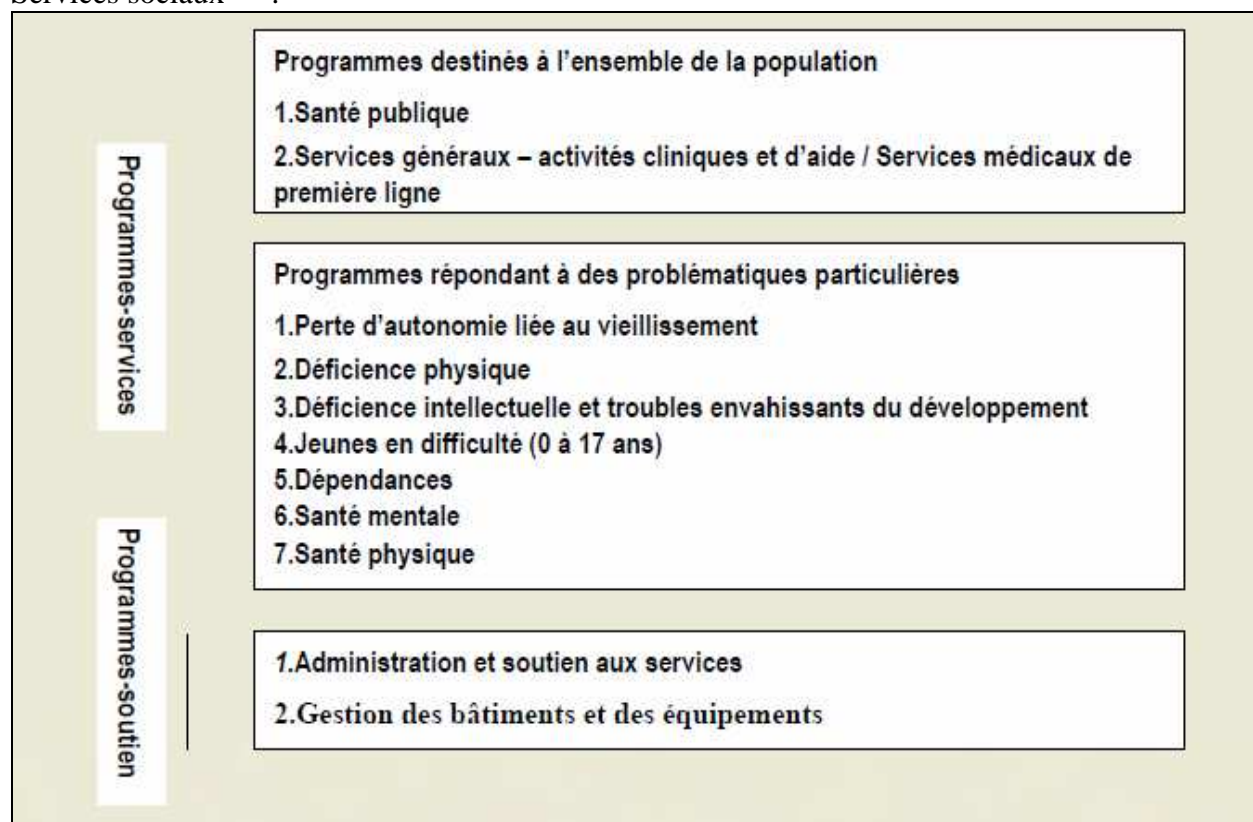 Services sociaux
Programmes-services
Programmes destinés à l'ensemble de la population
1.Santé publique
2.Services généraux – activités cliniques et d'aide / Services médicaux de
première ligne
Programmes répondant à des problématiques particulières
1.Perte d'autonomie liée au vieillissement
2.Déficience physique
3.Déficience intellectuelle et troubles envahissants du développement
4.Jeunes en difficulté (0 à 17 ans)
5.Dépendances
6.Santé mentale
7.Santé physique
Programmes-soutien
1.Administration et soutien aux services
2.Gestion des bâtiments et des équipements